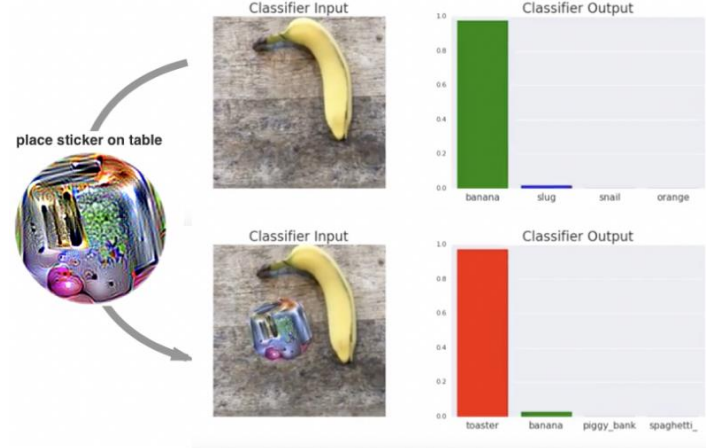 Classifier Input
Classifier Output
1.0
0.8
0.6
0.4
0.2
0.0
banana slug snail orange
place sticker on table
Classifier Input
Classifier Output
1.0
0.8
0.6
0.4
0.2
0.0
toaster banana piggy_bank spaghetti_